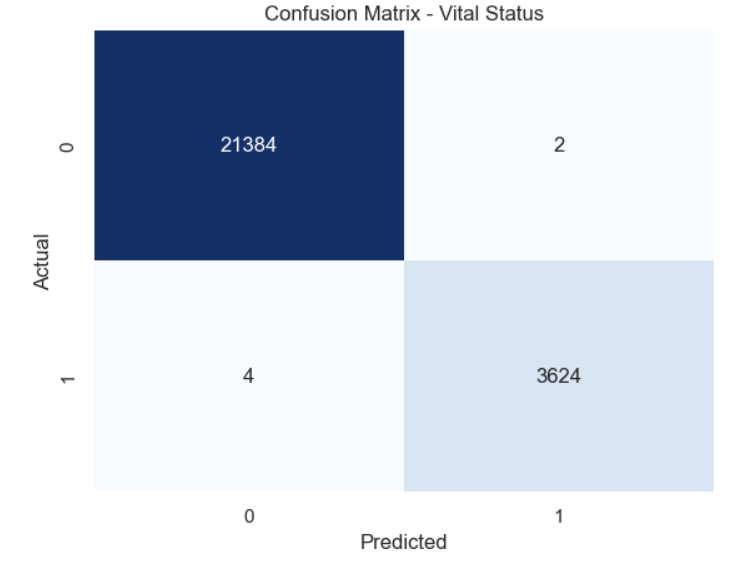 Confusion Matrix - Vital Status
0
21384
2
Actual
1
4
3624
0
1
Predicted